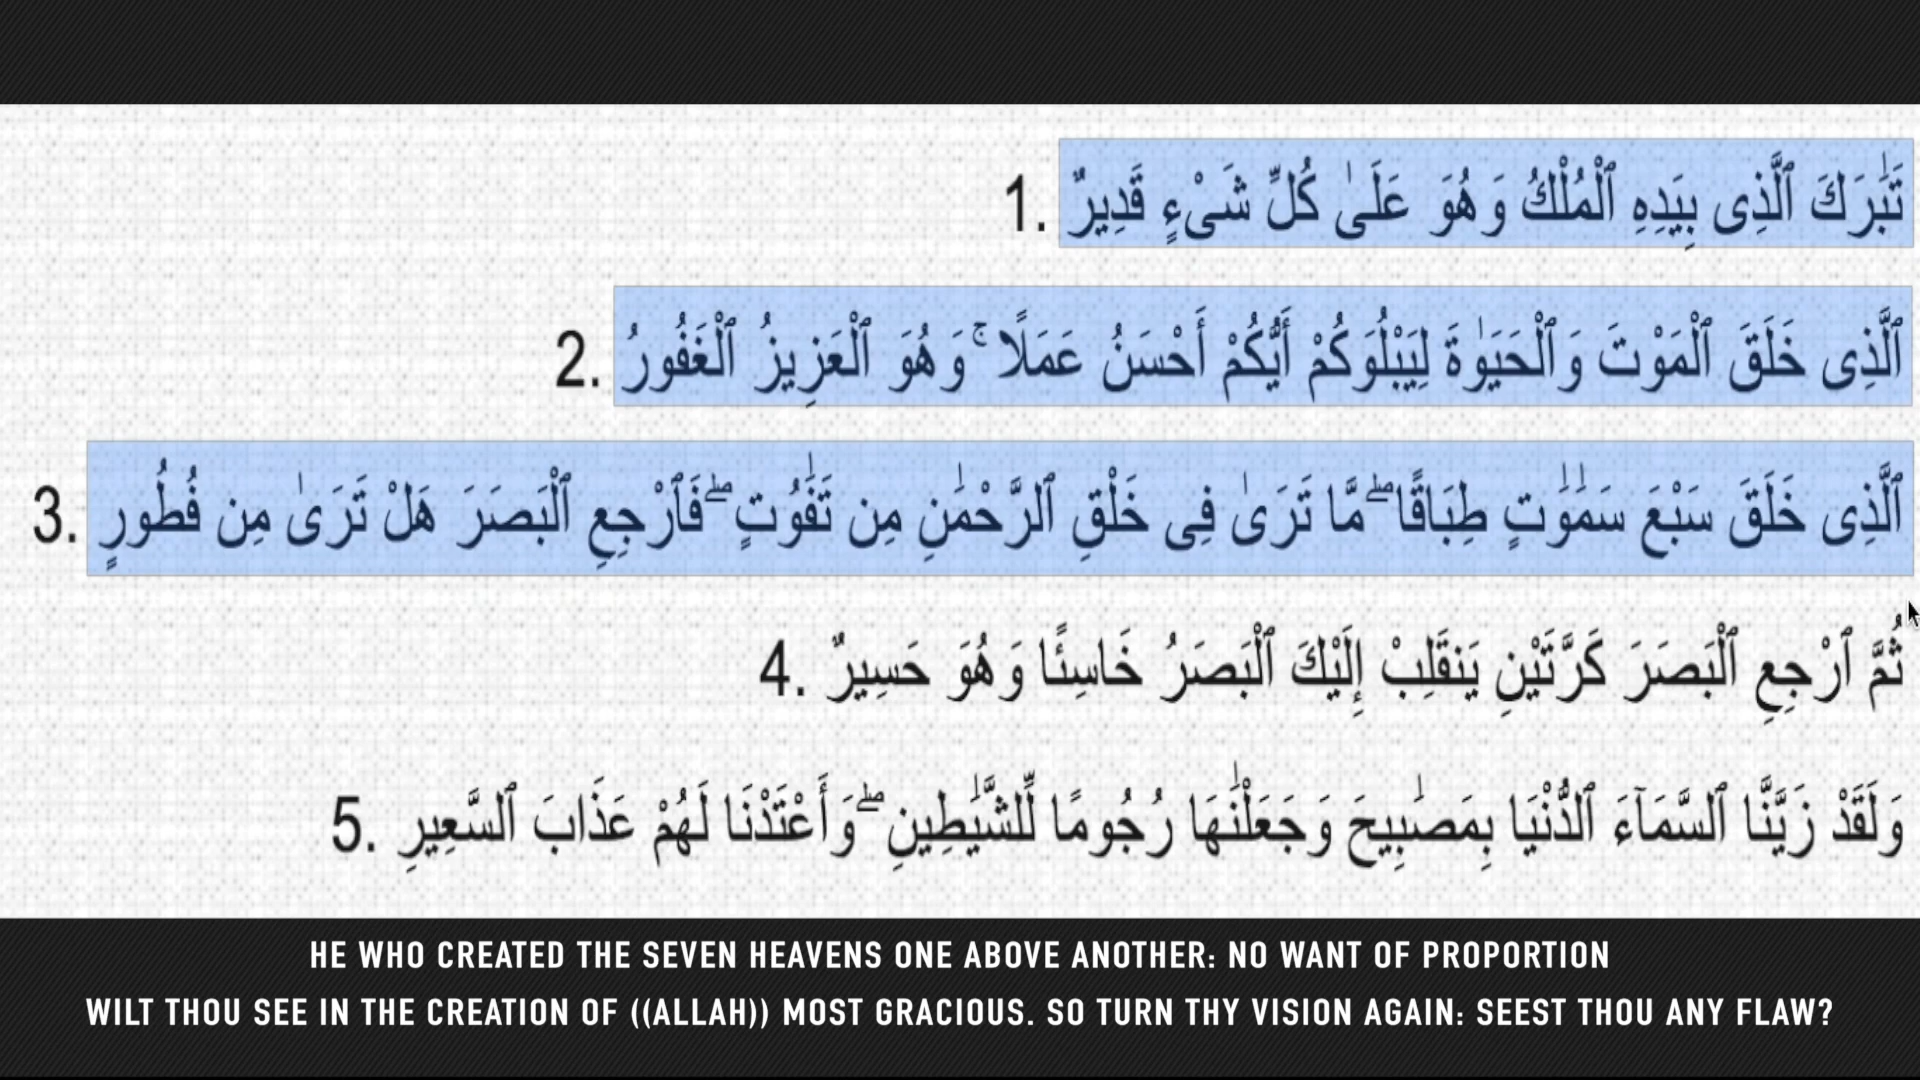 1. تَبَٰرَكَ ٱلَّذِى بِيَدِهِ ٱلْمُلْكُ وَهُوَ عَلَىٰ كُلِّ شَىْءٍ قَدِيرٌ
2. ٱلَّذِى خَلَقَ ٱلْمَوْتَ وَٱلْحَيَوٰةَ لِيَبْلُوَكُمْ أَيُّكُمْ أَحْسَنُ عَمَلًا ۚ وَهُوَ ٱلْعَزِيزُ ٱلْغَفُورُ
3. ٱلَّذِى خَلَقَ سَبْعَ سَمَٰوَٰتٍ طِبَاقًا ۖ مَّا تَرَىٰ فِى خَلْقِ ٱلرَّحْمَٰنِ مِن تَفَٰوُتٍ ۖ فَٱرْجِعِ ٱلْبَصَرَ هَلْ تَرَىٰ مِن فُطُورٍ
4. ثُمَّ ٱرْجِعِ ٱلْبَصَرَ كَرَّتَيْنِ يَنقَلِبْ إِلَيْكَ ٱلْبَصَرُ خَاسِئًا وَهُوَ حَسِيرٌ
5. وَلَقَدْ زَيَّنَّا ٱلسَّمَآءَ ٱلدُّنْيَا بِمَصَٰبِيحَ وَجَعَلْنَٰهَا رُجُومًا لِّلشَّيَٰطِينِ ۖ وَأَعْتَدْنَا لَهُمْ عَذَابَ ٱلسَّعِيرِ
HE WHO CREATED THE SEVEN HEAVENS ONE ABOVE ANOTHER: NO WANT OF PROPORTION
WILT THOU SEE IN THE CREATION OF ((ALLAH)) MOST GRACIOUS. SO TURN THY VISION AGAIN: SEEST THOU ANY FLAW?